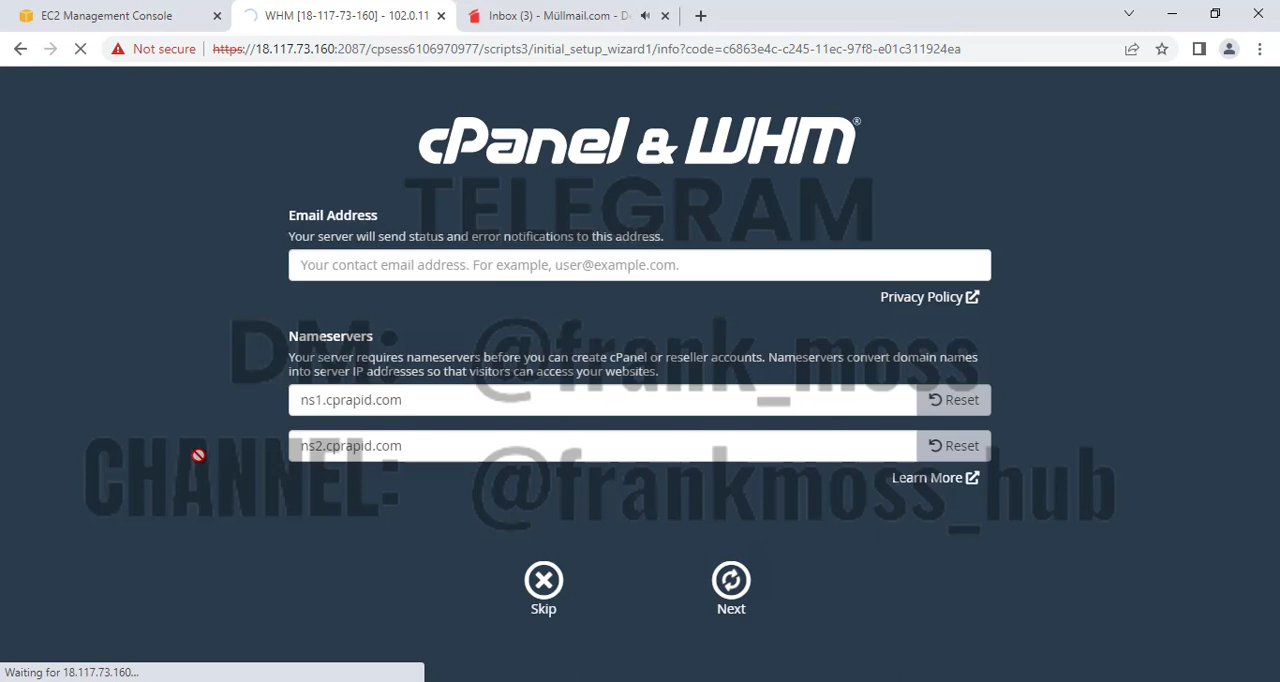 EC2 Management Console
WHM [18-117-73-160] - 102.0.11
Inbox (3) - Müllmail.com - D
Not secure
https://18.117.73.160:2087/cpsess6106970977/scripts3/initial_setup_wizard1/info?code=c6863e4c-c245-11ec-97f8-e01c311924ea
cPanel & WHM®
TELEGRAM
Email Address
Your server will send status and error notifications to this address.
Your contact email address. For example, user@example.com.
Privacy Policy
DM: @frank_moss
Nameservers
Your server requires nameservers before you can create cPanel or reseller accounts. Nameservers convert domain names
into server IP addresses so that visitors can access your websites.
ns1.cprapid.com
Reset
ns2.cprapid.com
Reset
CHANNEL: @frankmoss_hub
Learn More
Skip
Next
Waiting for 18.117.73.160...